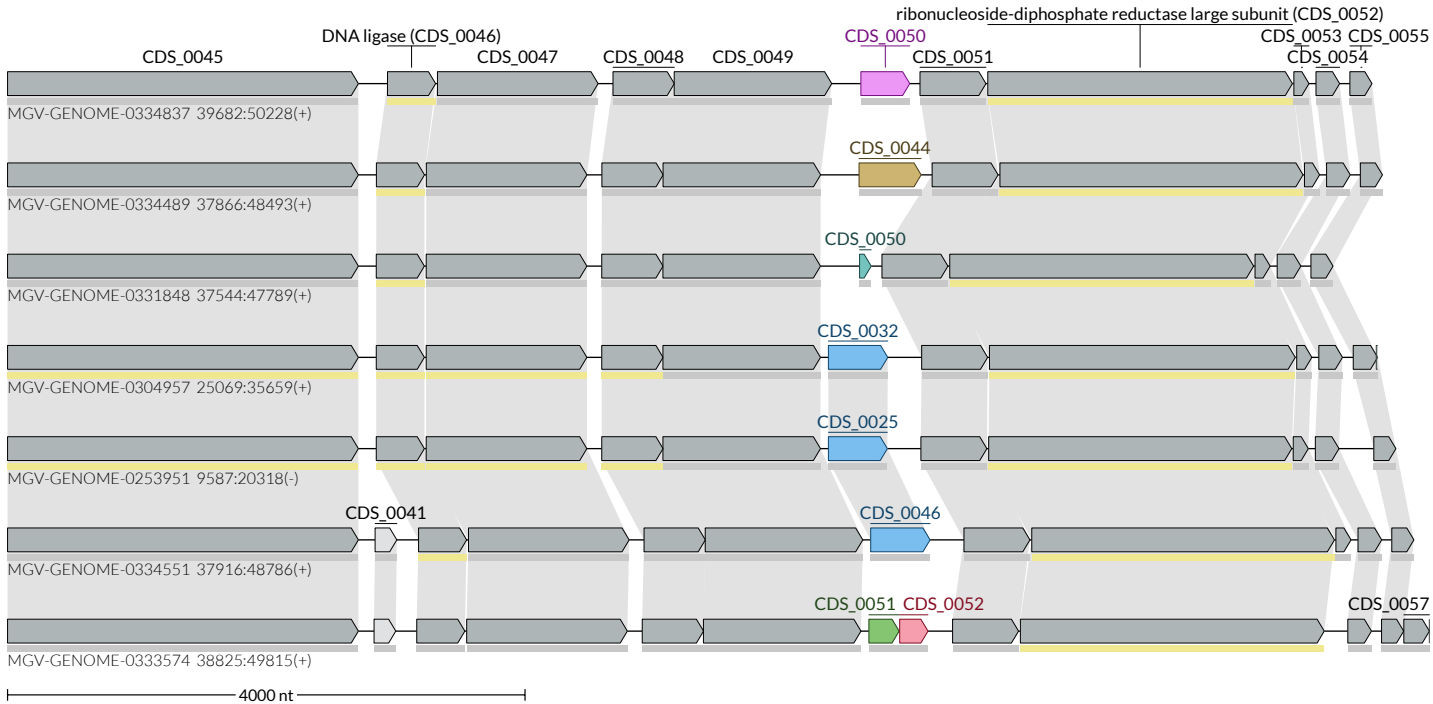 ribonucleoside-diphosphate reductase large subunit (CDS_0052)
DNA ligase (CDS_0046) CDS_0050 CDS_0053 CDS_0055
CDS_0045 CDS_0047 CDS_0048 CDS_0049 CDS_0051 CDS_0054
MGV-GENOME-0334837 39682:50228(+)
CDS_0044
MGV-GENOME-0334489 37866:48493(+)
CDS_0050
MGV-GENOME-0331848 37544:47789(+)
CDS_0032
MGV-GENOME-0304957 25069:35659(+)
CDS_0025
MGV-GENOME-0253951 9587:20318(-)
CDS_0041 CDS_0046
MGV-GENOME-0334551 37916:48786(+)
CDS_0051 CDS_0052 CDS_0057
MGV-GENOME-0333574 38825:49815(+)
4000 nt